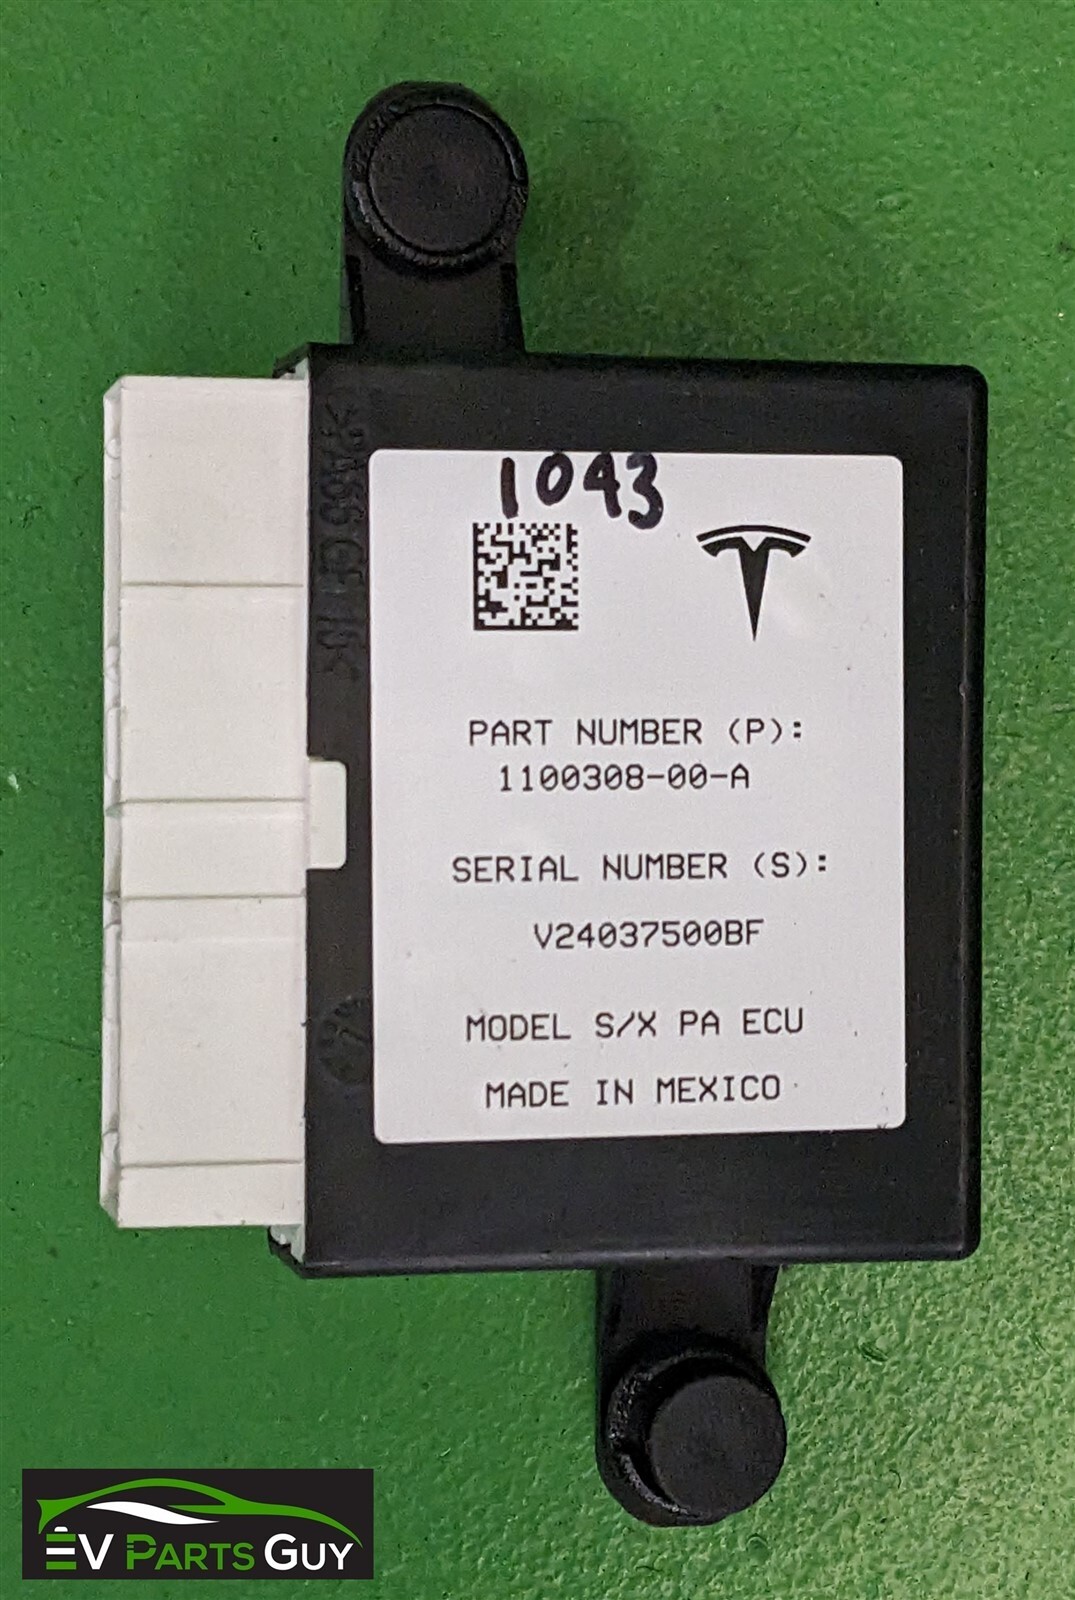 1043
PART NUMBER (P):
1100308-00-A
SERIAL NUMBER (S):
V24037500BF
MODEL S/X PA ECU
MADE IN MEXICO
EV PARTS GUY